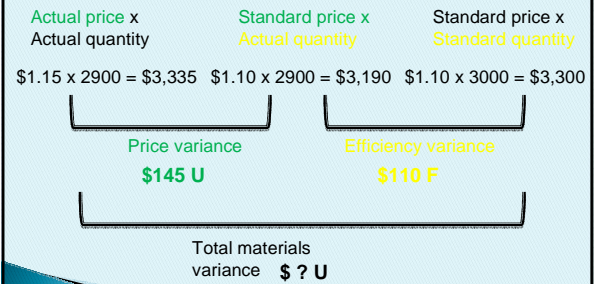 Actual price x Standard price x Standard price x
Actual quantity Actual quantity Standard quantity
$1.15 x 2900 = $3,335 $1.10 x 2900 = $3,190 $1.10 x 3000 = $3,300
Price variance Efficiency variance
$145 U $110 F
Total materials
variance $ ? U